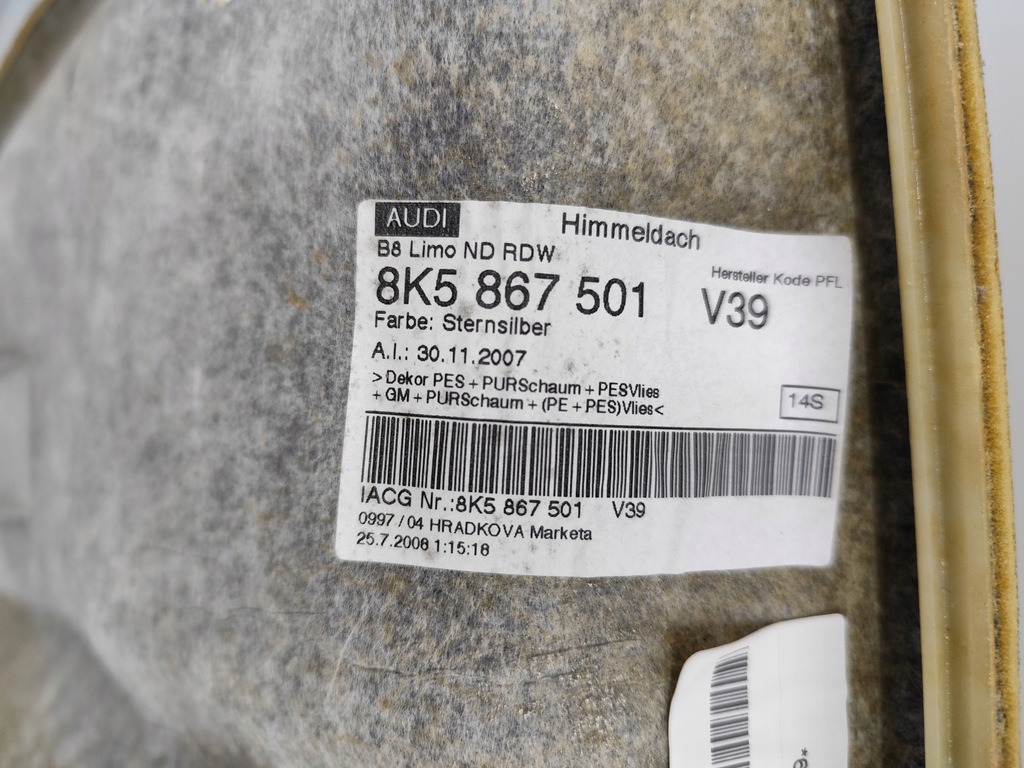 AUDI Himmeldach
B8 Limo ND RDW
Hersteller Kode PFL
8K5 867 501 V39
Farbe: Sternsilber
A.I.: 30.11.2007
>Dekor PES + PURSchaum + PESVlies
+ GM + PURSchaum + (PE + PES)Vlies<
14S
IACG Nr.:8K5 867 501 V39
0997 / 04 HRADKOVA Marketa
25.7.2008 1:15:18